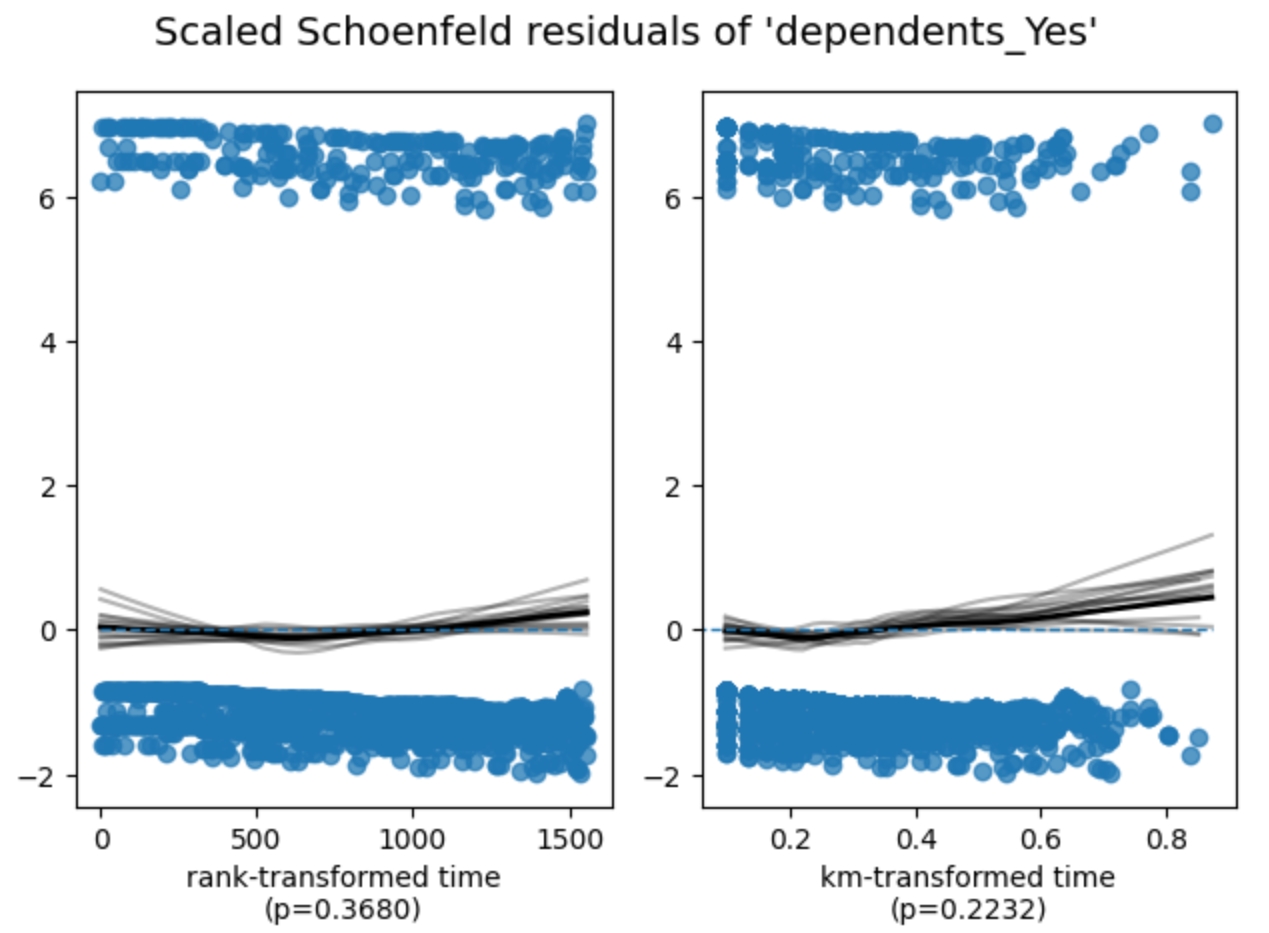 Scaled Schoenfeld residuals of 'dependents_Yes'
6
4
2
0
−2
0 500 1000 1500
rank-transformed time
(p=0.3680)
6
4
2
0
−2
0.2 0.4 0.6 0.8
km-transformed time
(p=0.2232)